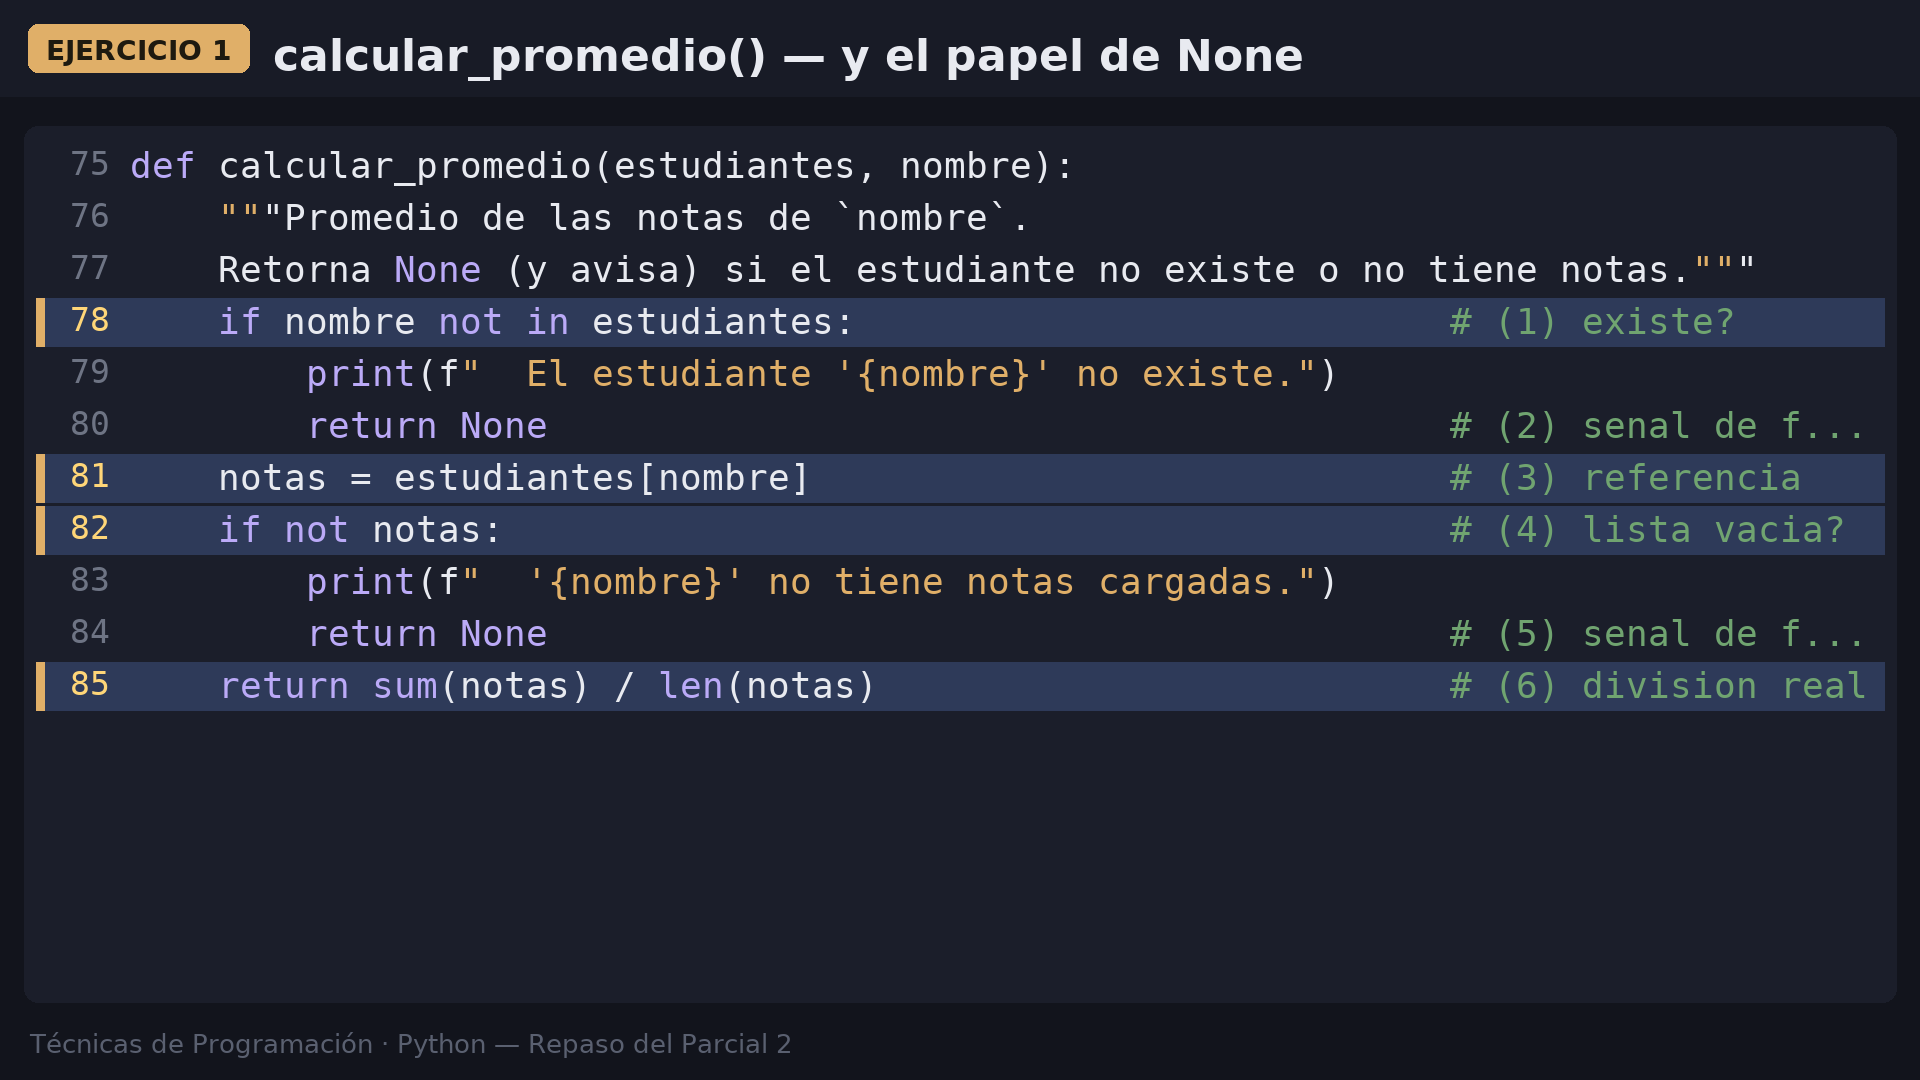 EJERCICIO 1 calcular_promedio() — y el papel de None
75 def calcular_promedio(estudiantes, nombre):
76     """Promedio de las notas de `nombre`.
77     Retorna None (y avisa) si el estudiante no existe o no tiene notas."""
78     if nombre not in estudiantes: # (1) existe?
79         print(f"  El estudiante '{nombre}' no existe.")
80         return None # (2) senal de f...
81     notas = estudiantes[nombre] # (3) referencia
82     if not notas: # (4) lista vacia?
83         print(f"  '{nombre}' no tiene notas cargadas.")
84         return None # (5) senal de f...
85     return sum(notas) / len(notas) # (6) division real
Técnicas de Programación · Python — Repaso del Parcial 2